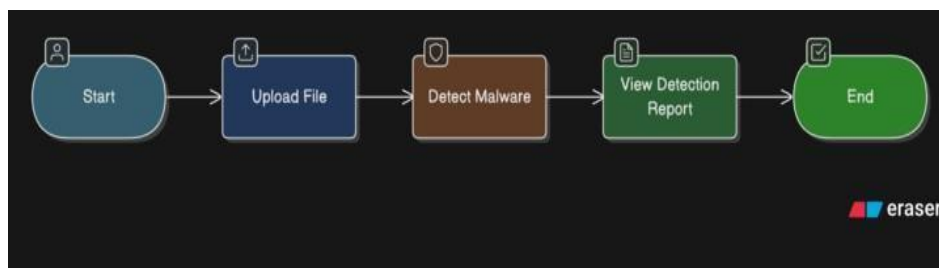 Start
Upload File
Detect Malware
View Detection
Report
End
eraser